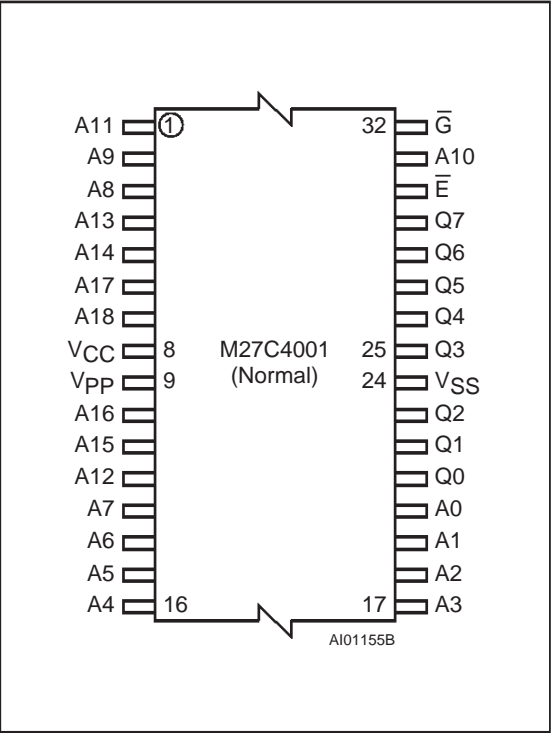 A11 1 32 G̅
A9 A10
A8 E̅
A13 Q7
A14 Q6
A17 Q5
A18 Q4
VCC 8 M27C4001 25 Q3
VPP 9 (Normal) 24 VSS
A16 Q2
A15 Q1
A12 Q0
A7 A0
A6 A1
A5 A2
A4 16 17 A3
AI01155B